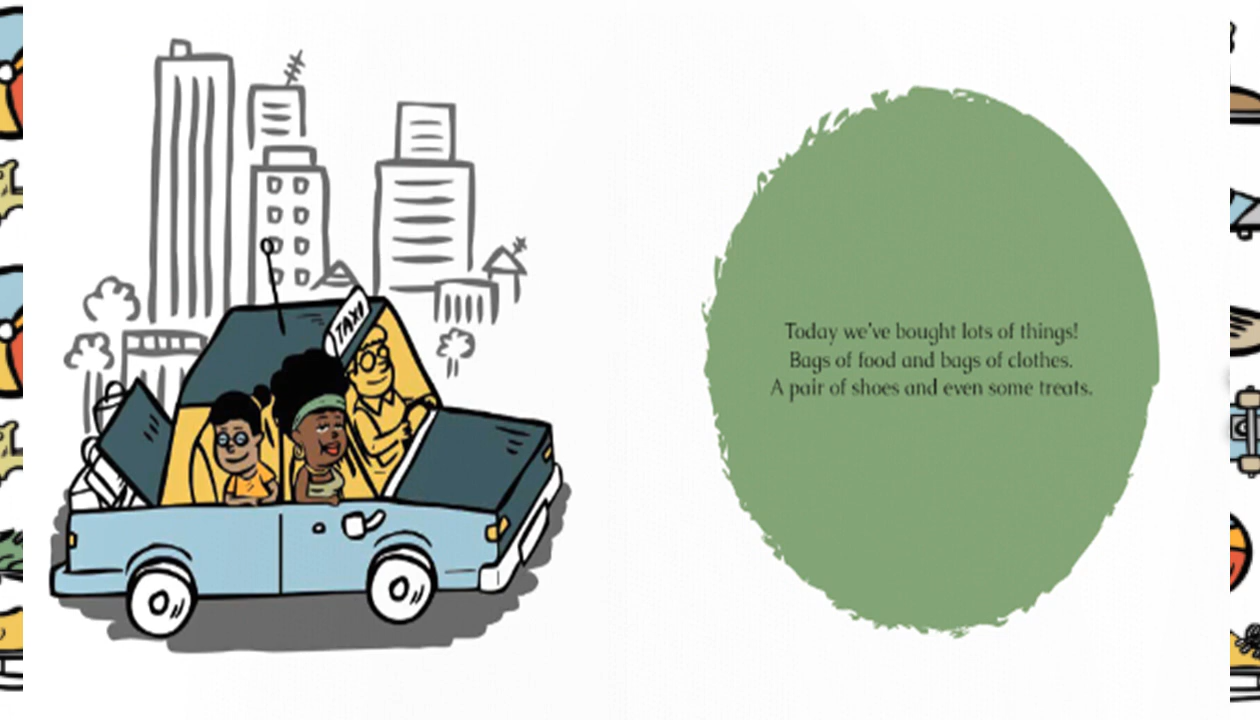 TAXI
Today we've bought lots of things!
Bags of food and bags of clothes.
A pair of shoes and even some treats.